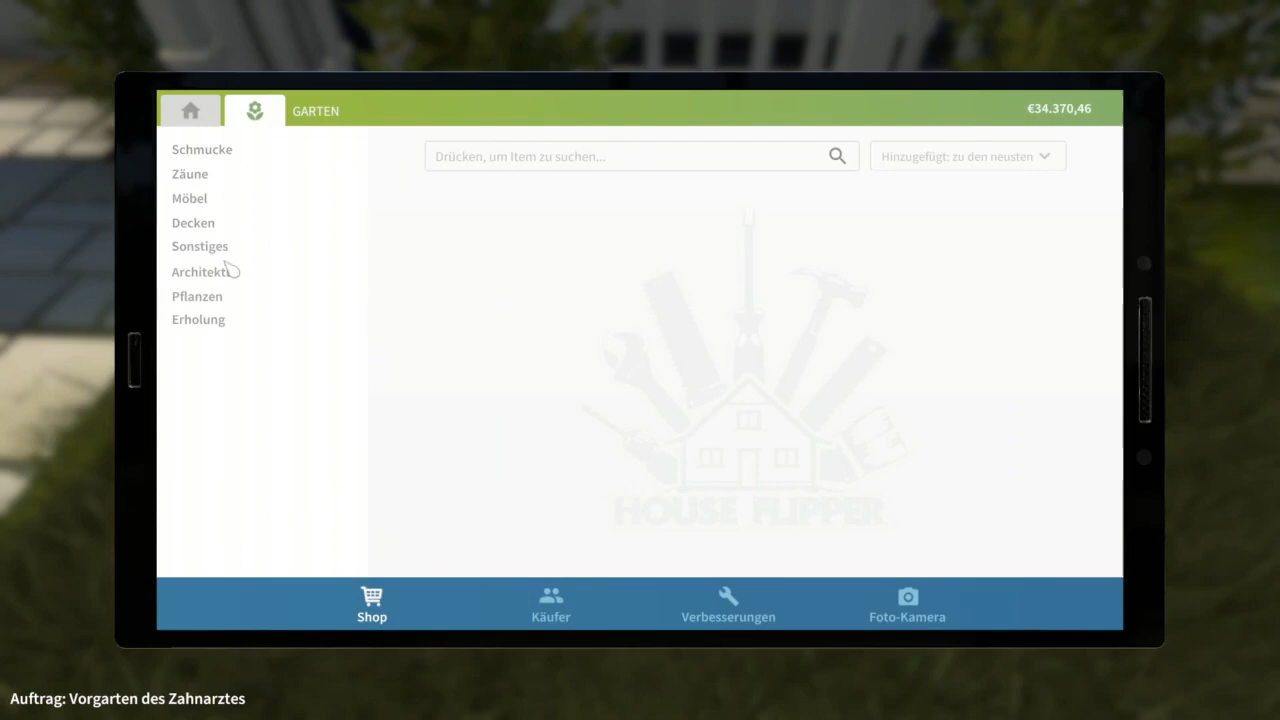 GARTEN
€34.370,46
Schmucke
Zäune
Möbel
Decken
Sonstiges
Architekt
Pflanzen
Erholung
Drücken, um Item zu suchen...
Hinzugefügt: zu den neusten
HOUSE FLIPPER
Shop
Käufer
Verbesserungen
Foto-Kamera
Auftrag: Vorgarten des Zahnarztes